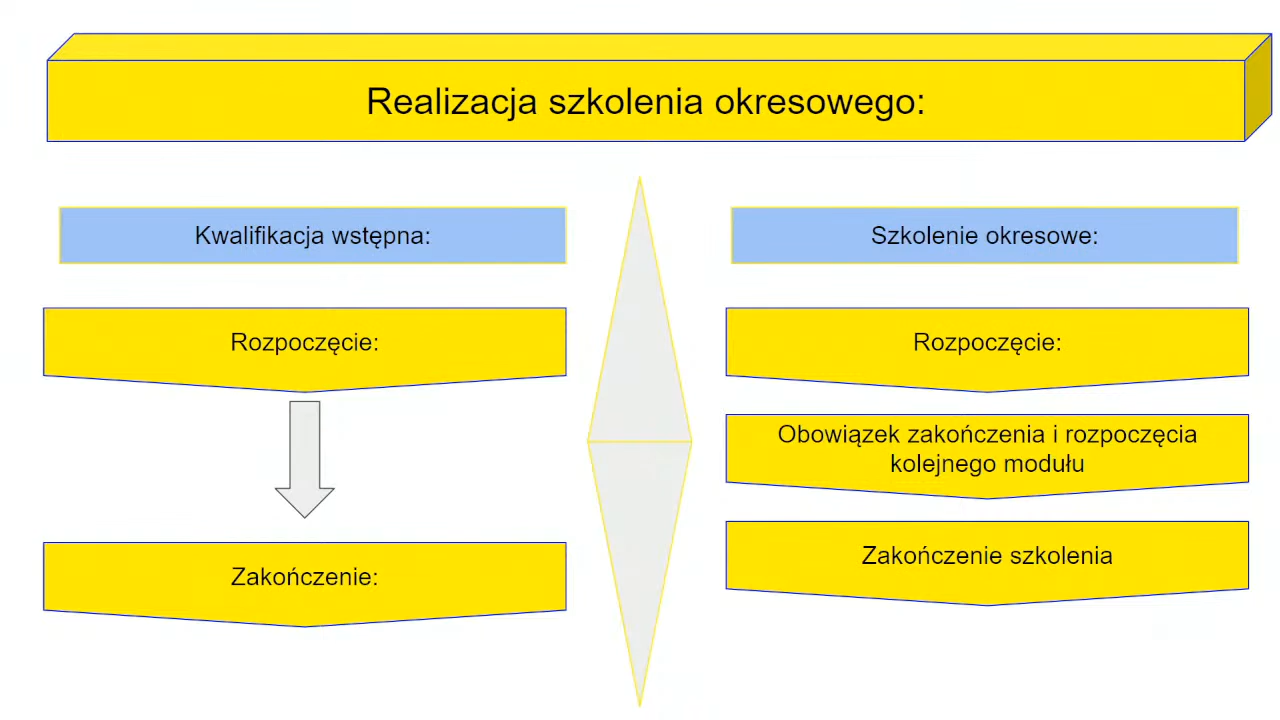 Realizacja szkolenia okresowego:
Kwalifikacja wstępna:
Rozpoczęcie:
Zakończenie:
Szkolenie okresowe:
Rozpoczęcie:
Obowiązek zakończenia i rozpoczęcia
kolejnego modułu
Zakończenie szkolenia